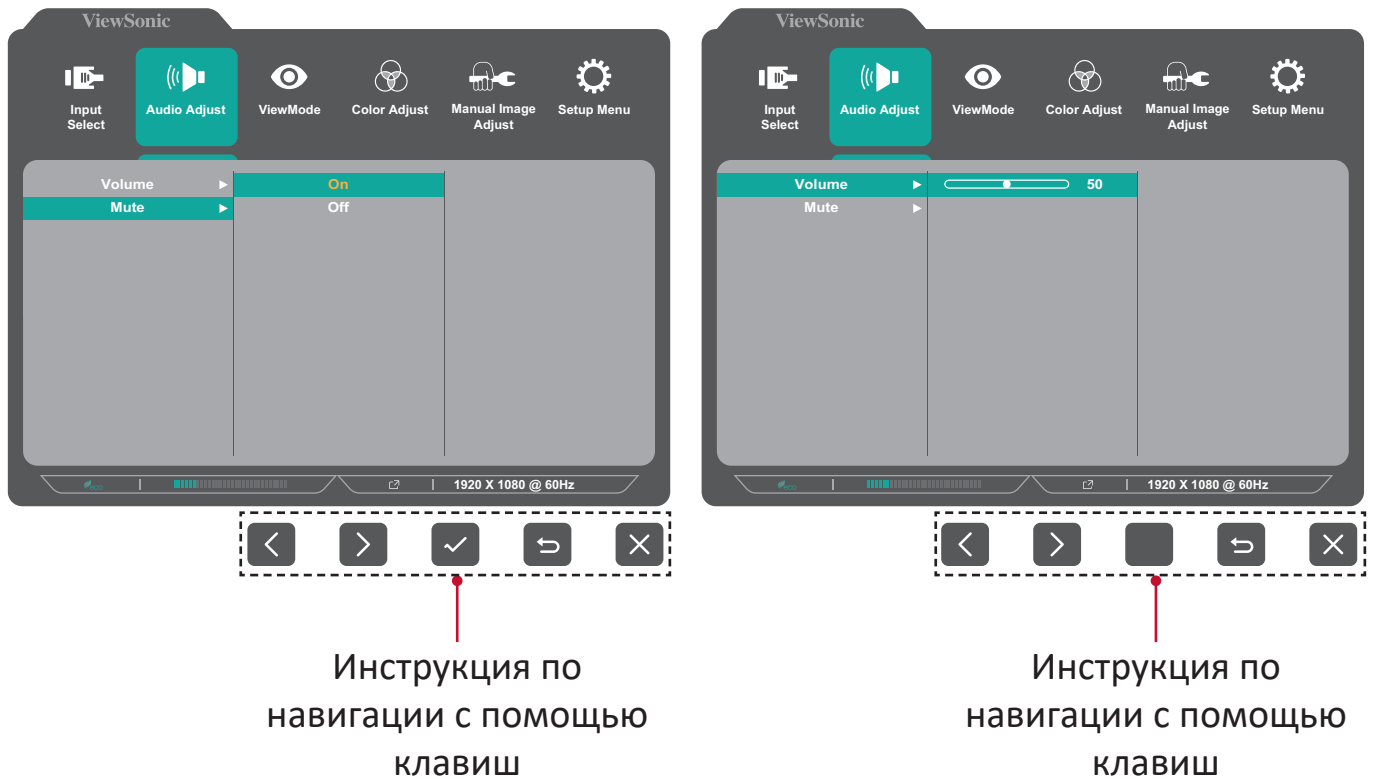 ViewSonic
Input
Select
Audio Adjust
ViewMode
Color Adjust
Manual Image
Adjust
Setup Menu
Volume
On
Mute
Off
eco
1920 X 1080 @ 60Hz
Инструкция по
навигации с помощью
клавиш
ViewSonic
Input
Select
Audio Adjust
ViewMode
Color Adjust
Manual Image
Adjust
Setup Menu
Volume
50
Mute
eco
1920 X 1080 @ 60Hz
Инструкция по
навигации с помощью
клавиш